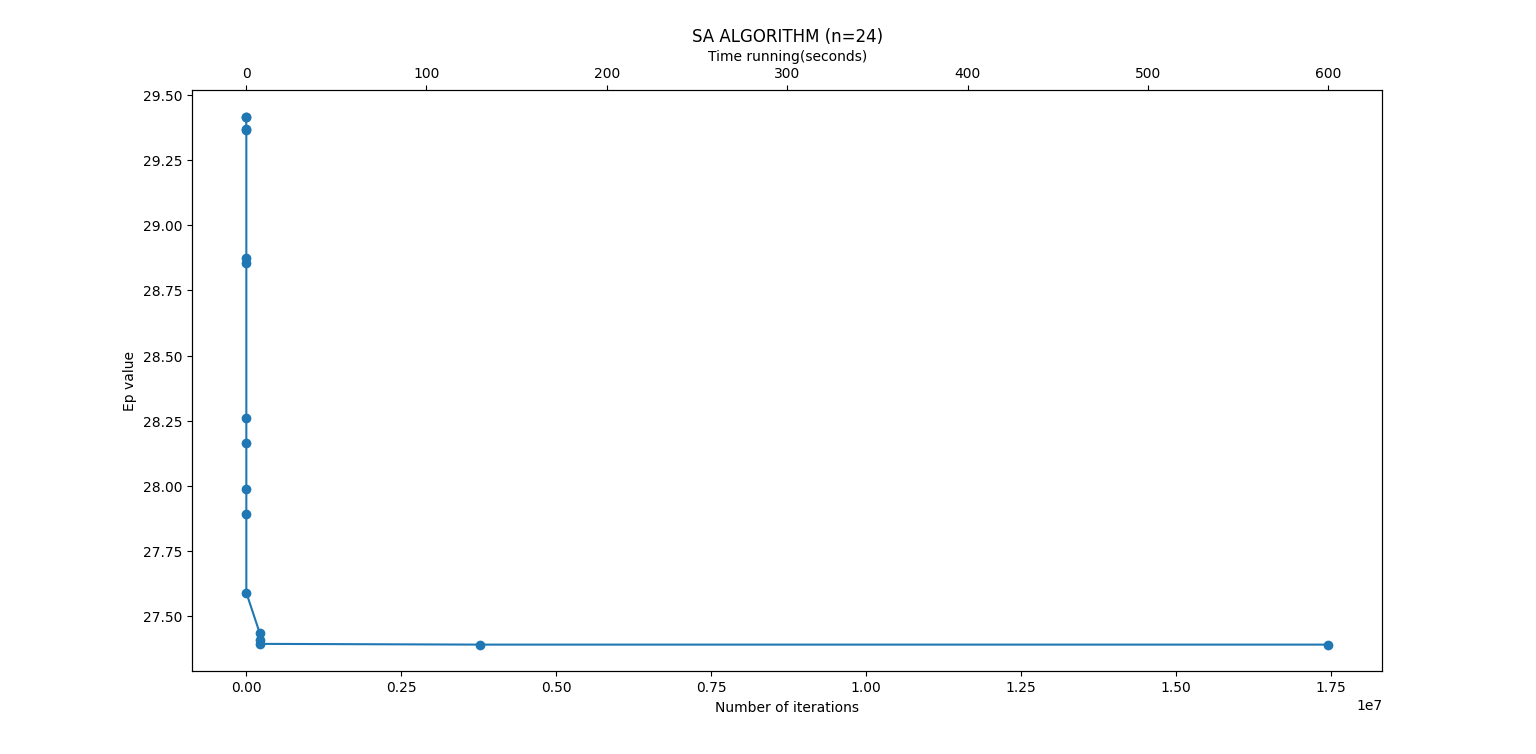 SA ALGORITHM (n=24)
Time running(seconds)
0 100 200 300 400 500 600
29.50
29.25
29.00
28.75
28.50
28.25
28.00
27.75
27.50
Ep value
0.00 0.25 0.50 0.75 1.00 1.25 1.50 1.75
1e7
Number of iterations